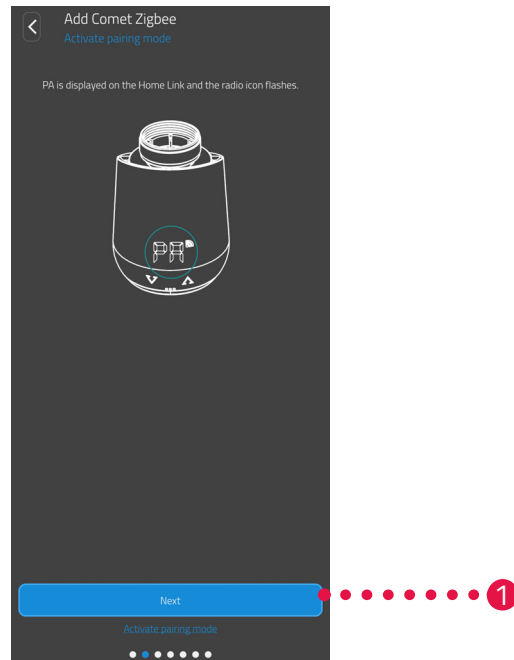 Add Comet Zigbee
Activate pairing mode
PA is displayed on the Home Link and the radio icon flashes.
PA
Next
1
Activate pairing mode